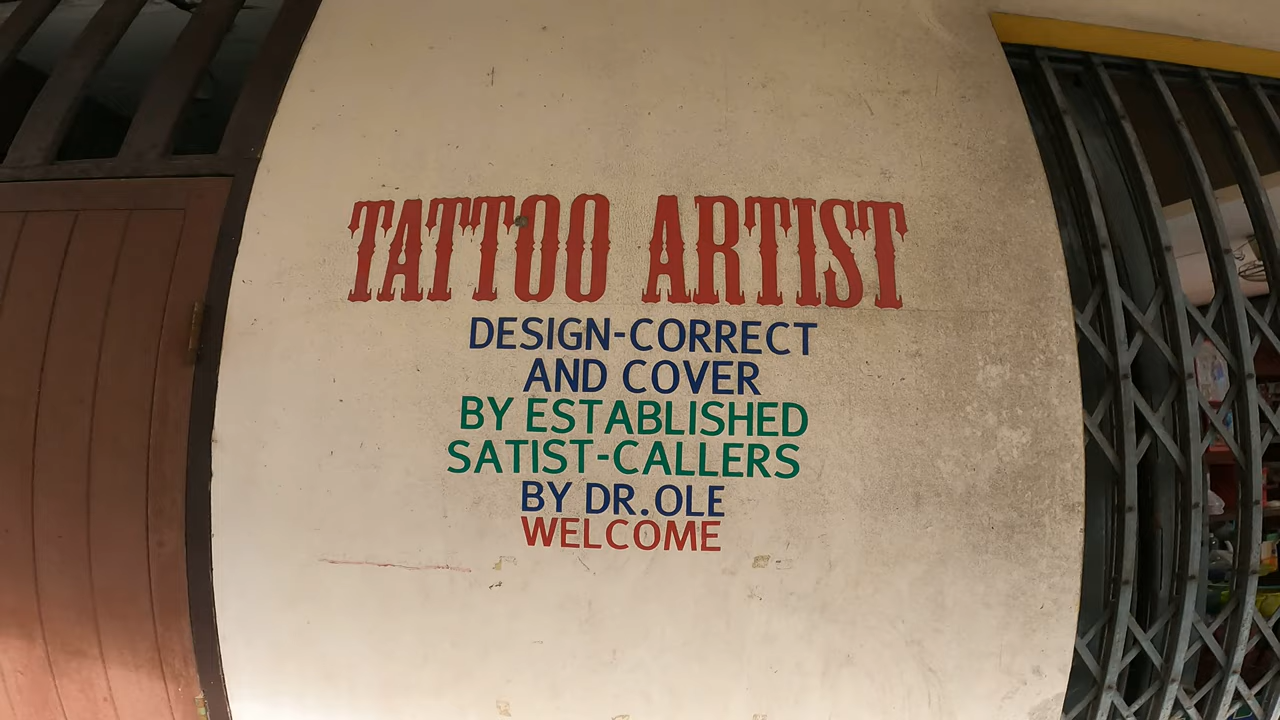 TATTOO ARTIST
DESIGN-CORRECT
AND COVER
BY ESTABLISHED
SATIST-CALLERS
BY DR.OLE
WELCOME